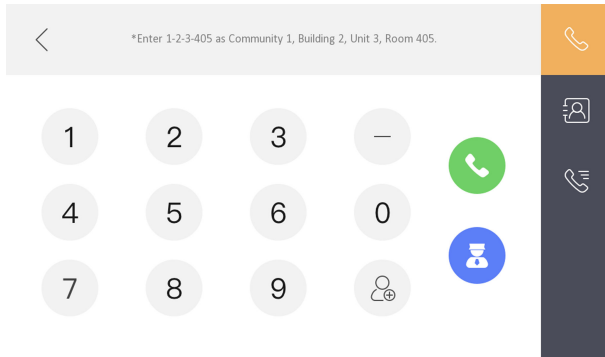 *Enter 1-2-3-405 as Community 1, Building 2, Unit 3, Room 405.
1 2 3 —
4 5 6 0
7 8 9